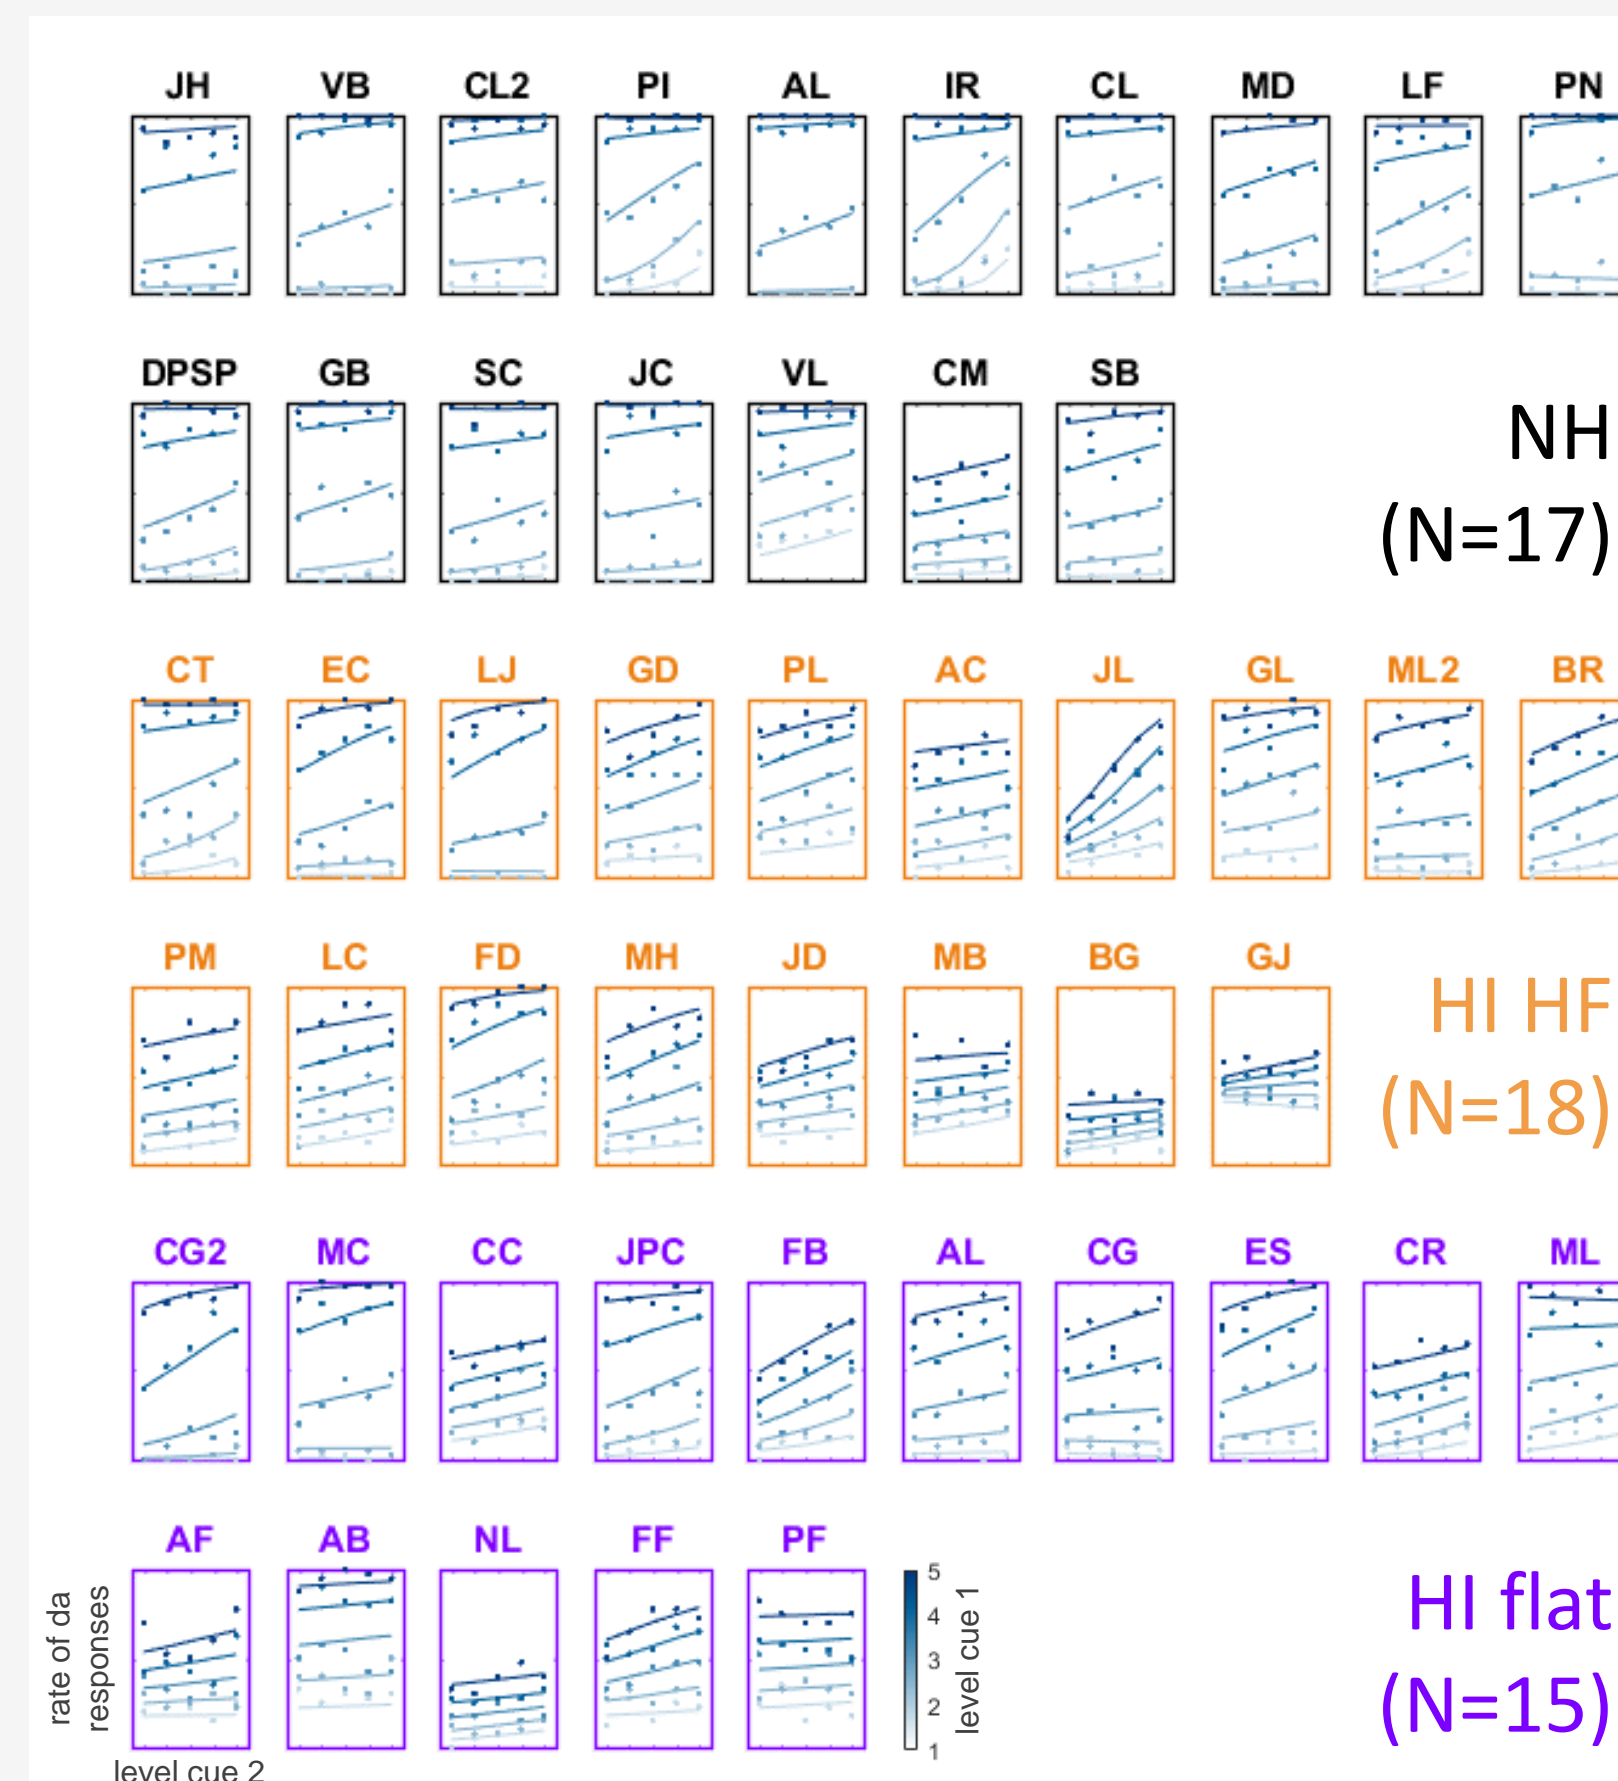 JH VB CL2 PI AL IR CL MD LF PN
DPSP GB SC JC VL CM SB
NH
(N=17)
CT EC LJ GD PL AC JL GL ML2 BR
PM LC FD MH JD MB BG GJ
HI HF
(N=18)
CG2 MC CC JPC FB AL CG ES CR ML
AF AB NL FF PF
HI flat
(N=15)
rate of da
responses
level cue 2
5
4
3
2
1
level cue 1